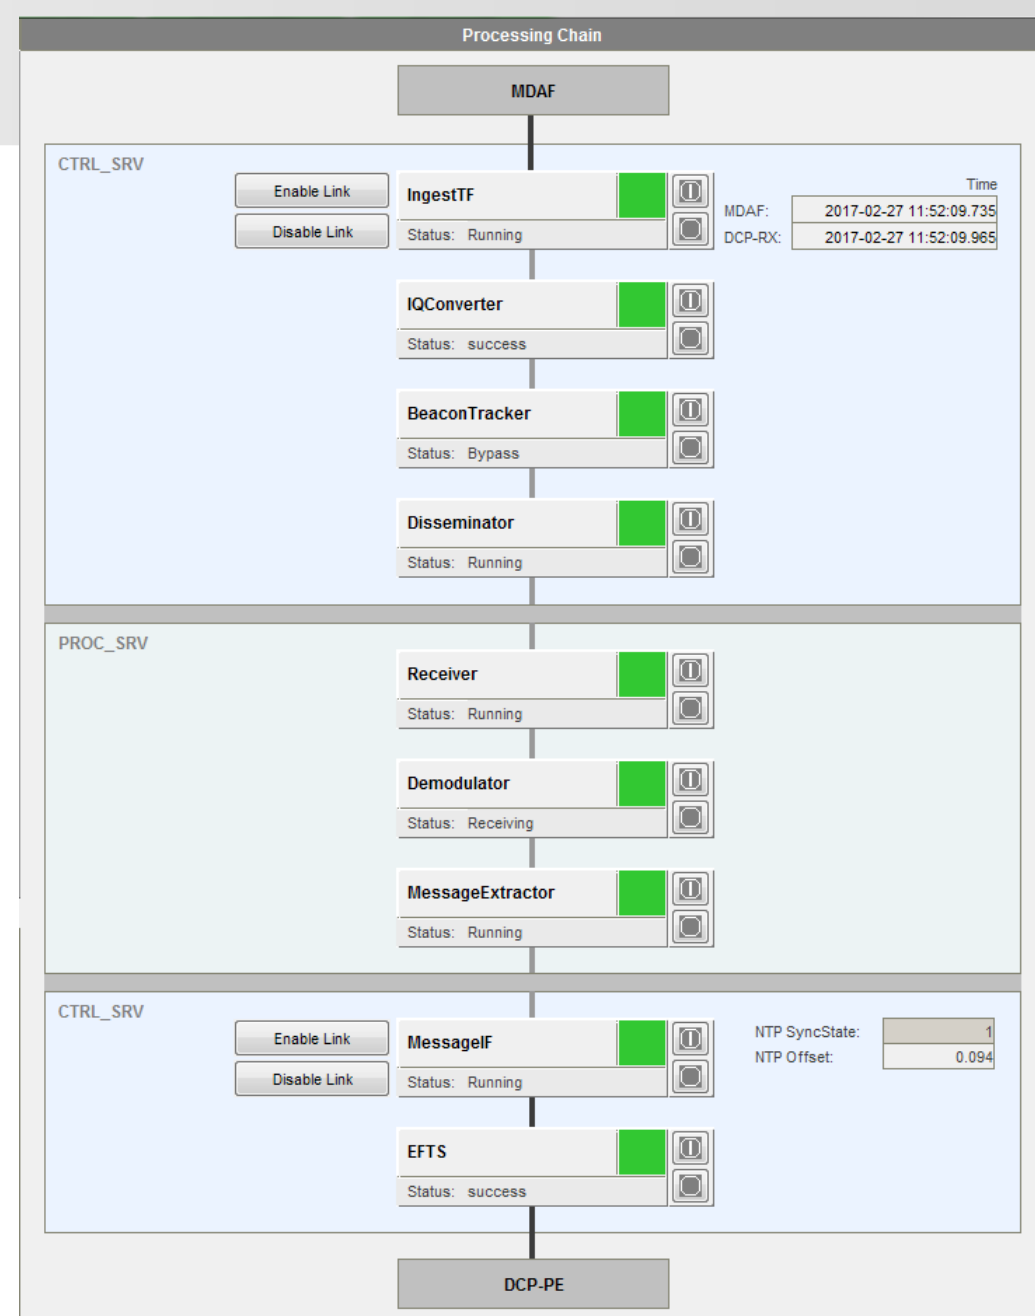 Processing Chain
MDAF
CTRL_SRV
Enable Link
Disable Link
IngestTF
Status: Running
Time
MDAF: 2017-02-27 11:52:09.735
DCP-RX: 2017-02-27 11:52:09.965
IQConverter
Status: success
BeaconTracker
Status: Bypass
Disseminator
Status: Running
PROC_SRV
Receiver
Status: Running
Demodulator
Status: Receiving
MessageExtractor
Status: Running
CTRL_SRV
Enable Link
Disable Link
MessageIF
Status: Running
NTP SyncState: 1
NTP Offset: 0.094
EFTS
Status: success
DCP-PE